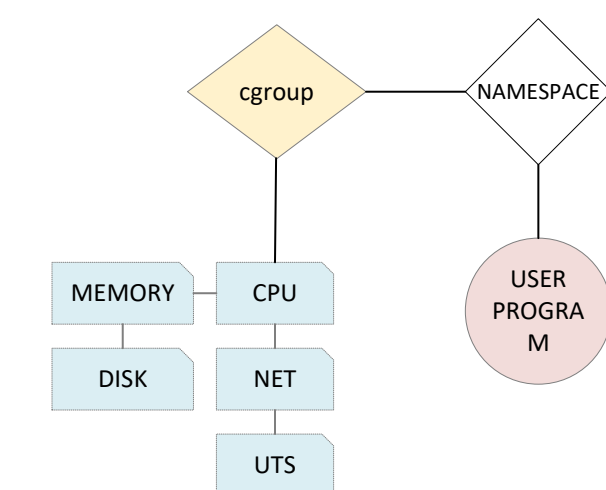 cgroup
NAMESPACE
MEMORY
CPU
USER
PROGRA
M
DISK
NET
UTS